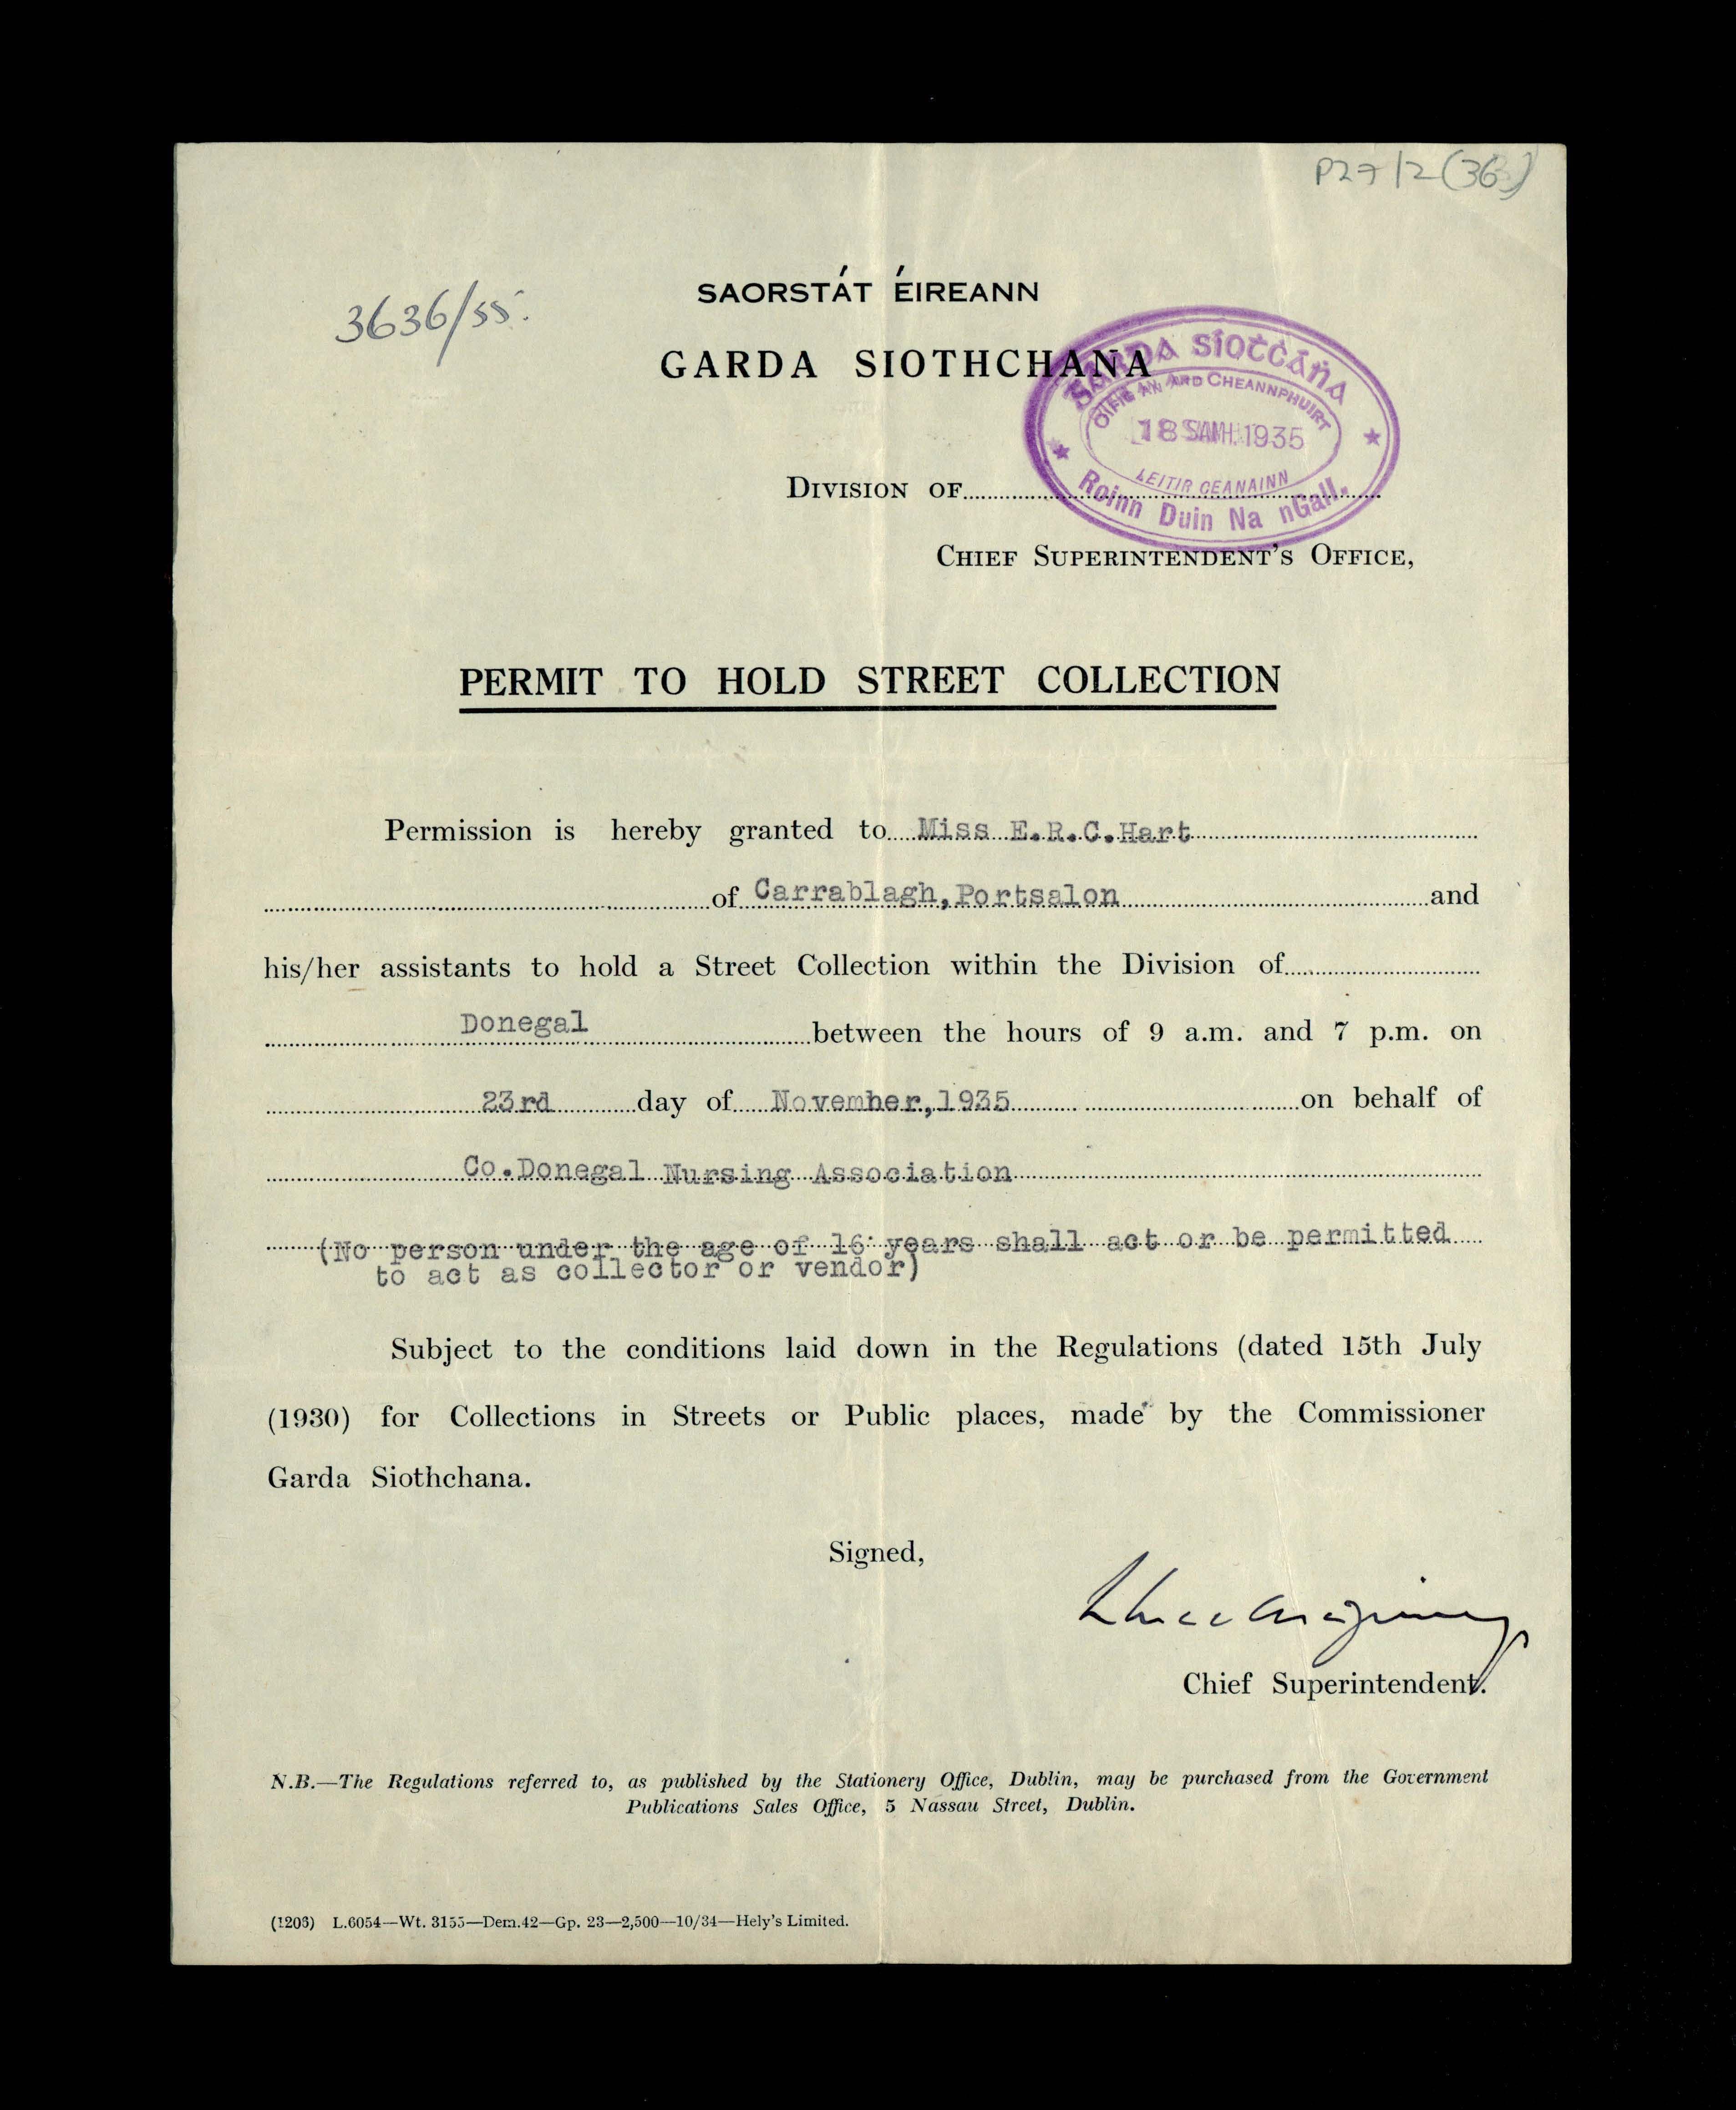 P27/2(36)
3636/35.
SAORSTÁT ÉIREANN
GARDA SIOTHCHANA
GARDA SÍOTĊÁNA
OIFIG AN ARD CHEANNPHUIRT
18 SAMH. 1935
LEITIR CEANAINN
Roinn Duin Na nGall.
DIVISION OF
CHIEF SUPERINTENDENT'S OFFICE,
PERMIT TO HOLD STREET COLLECTION
Permission is hereby granted to Miss E.R.C.Hart
of Carrablagh, Portsalon and
his/her assistants to hold a Street Collection within the Division of
Donegal between the hours of 9 a.m. and 7 p.m. on
23rd day of November, 1935 on behalf of
Co. Donegal Nursing Association
(No person under the age of 16 years shall act or be permitted
to act as collector or vendor)
Subject to the conditions laid down in the Regulations (dated 15th July
(1930) for Collections in Streets or Public places, made by the Commissioner
Garda Siothchana.
Signed,
Chief Superintendent.
N.B.—The Regulations referred to, as published by the Stationery Office, Dublin, may be purchased from the Government
Publications Sales Office, 5 Nassau Street, Dublin.
(1206) L.6054—Wt. 3155—Dem.42—Gp. 23—2,500—10/34—Hely's Limited.